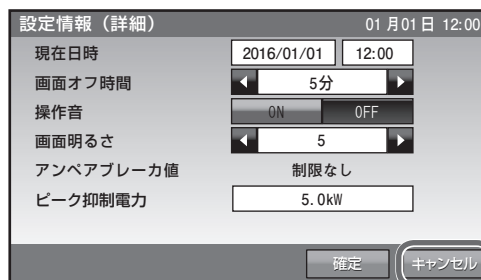 設定情報（詳細） 01月01日 12:00
現在日時 2016/01/01 12:00
画面オフ時間 5分
操作音 ON OFF
画面明るさ 5
アンペアブレーカ値 制限なし
ピーク抑制電力 5.0kW
確定 キャンセル